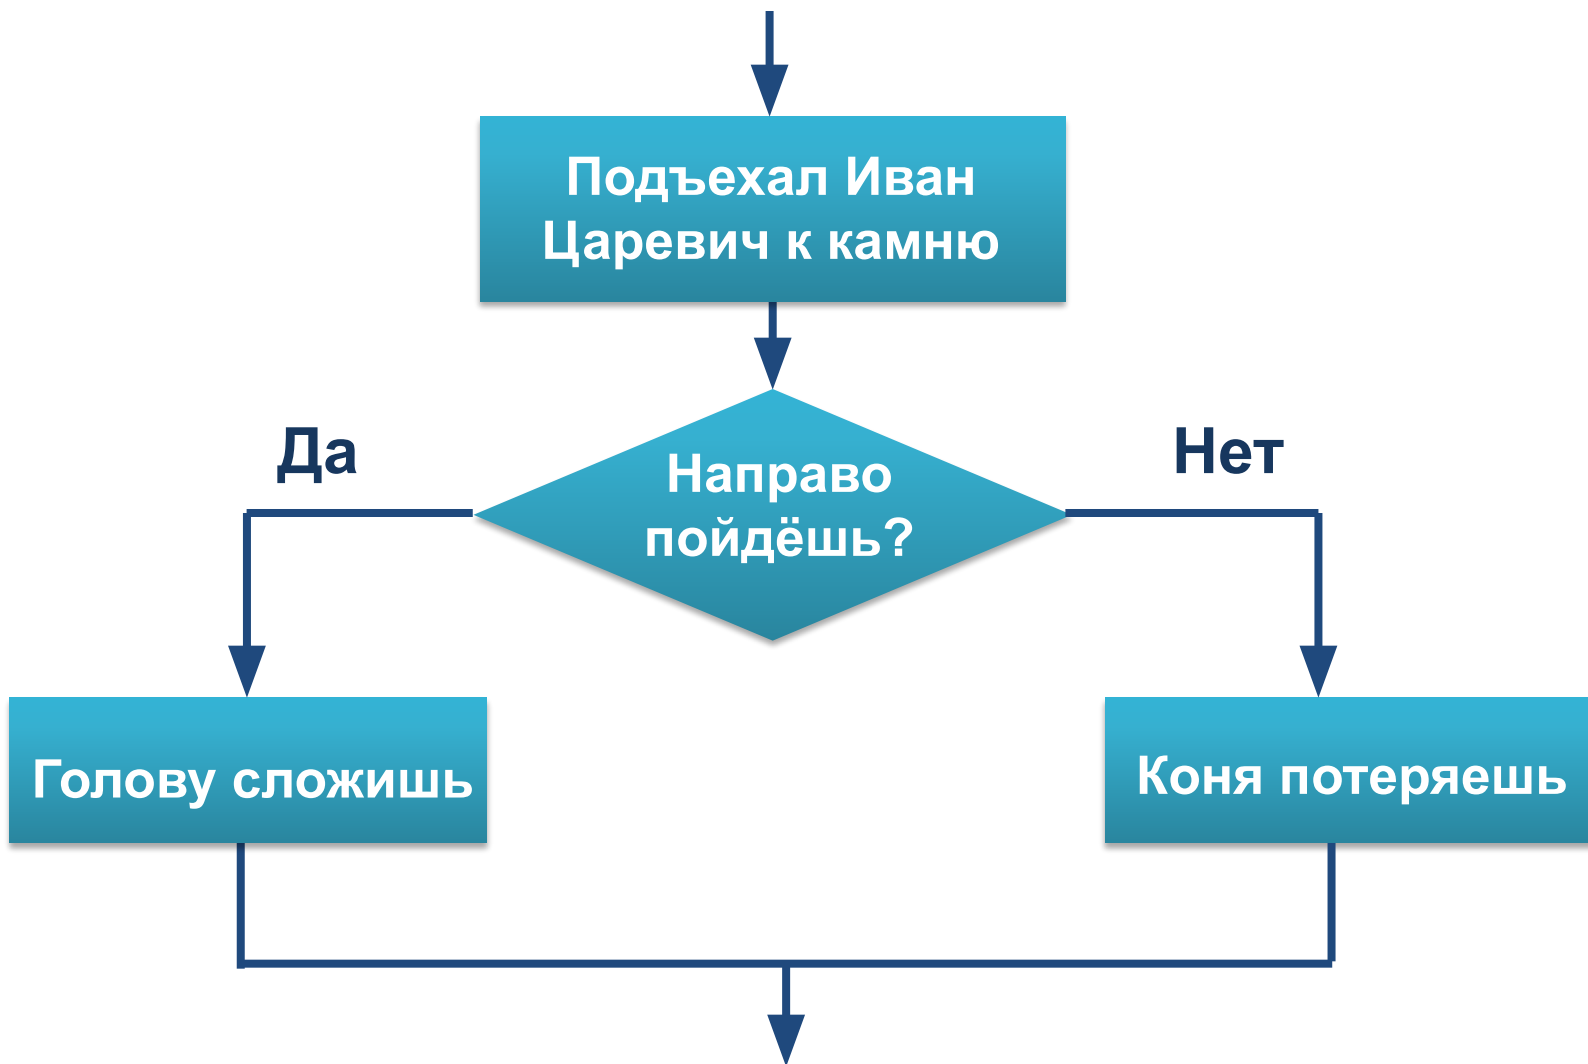 Подъехал Иван
Царевич к камню
Да
Нет
Направо
пойдёшь?
Голову сложишь
Коня потеряешь